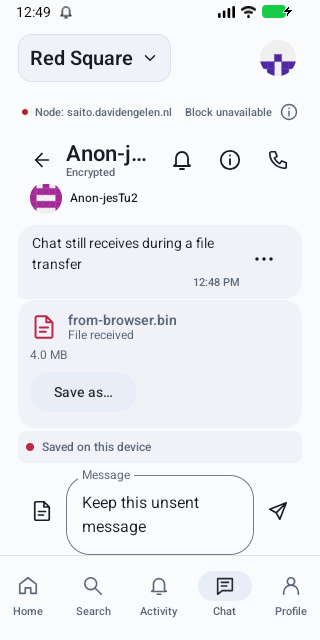 12:49
Red Square
Node: saito.davidengelen.nl Block unavailable
Anon-j...
Encrypted
Anon-jesTu2
Chat still receives during a file
transfer
12:48 PM
from-browser.bin
File received
4.0 MB
Save as...
Saved on this device
Message
Keep this unsent
message
Home Search Activity Chat Profile